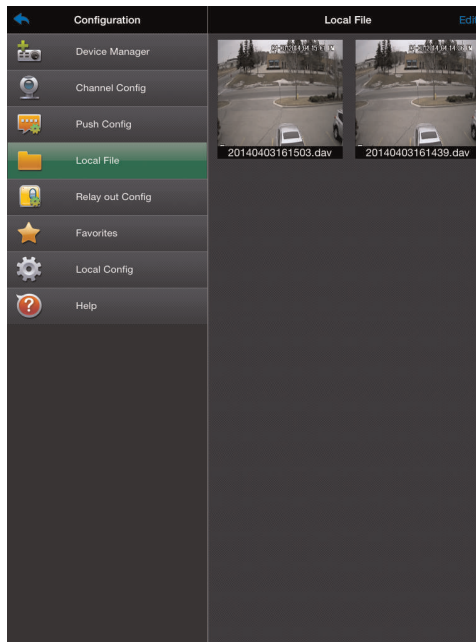 Configuration
Device Manager
Channel Config
Push Config
Local File
Relay out Config
Favorites
Local Config
Help
Local File
Edit
20140403161503.dav
20140403161439.dav